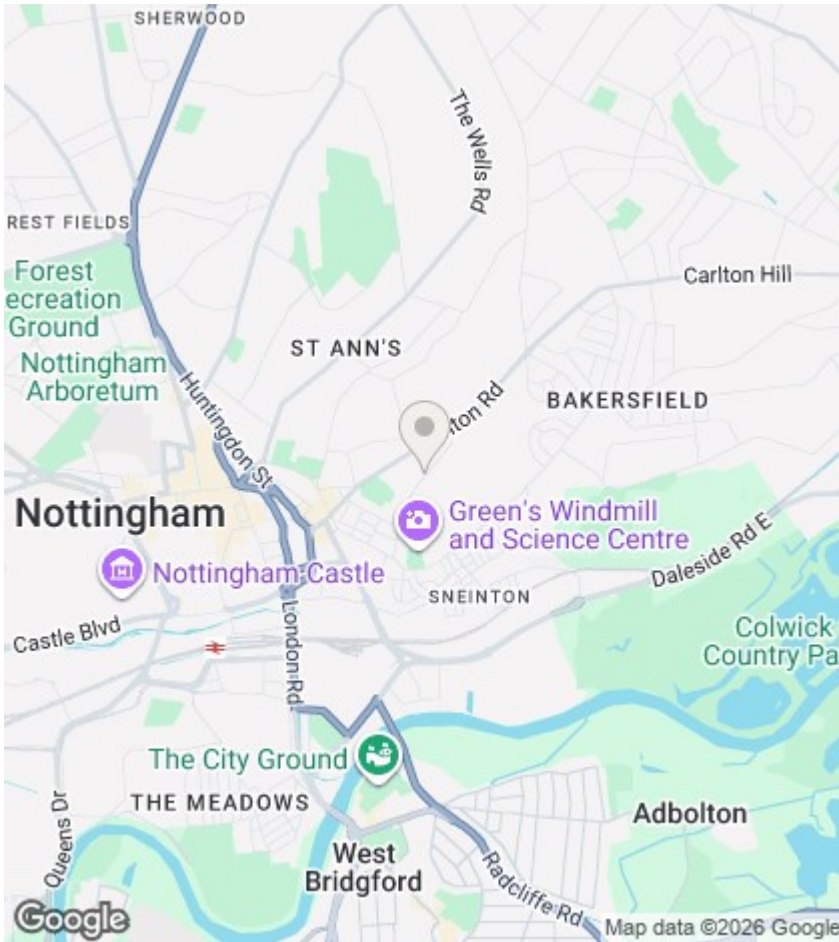 SHERWOOD
The Wells Rd
REST FIELDS
Forest
ecreation
Ground
Carlton Hill
ST ANN'S
Nottingham
Arboretum
Huntingdon St
BAKERSFIELD
lton Rd
Nottingham
Green's Windmill
and Science Centre
Nottingham Castle
Daleside Rd E
SNEINTON
Castle Blvd
London Rd
Colwick
Country Pa
The City Ground
THE MEADOWS
Queens Dr
Adbolton
West
Bridgford
Radcliffe Rd
Google
Map data ©2026 Google